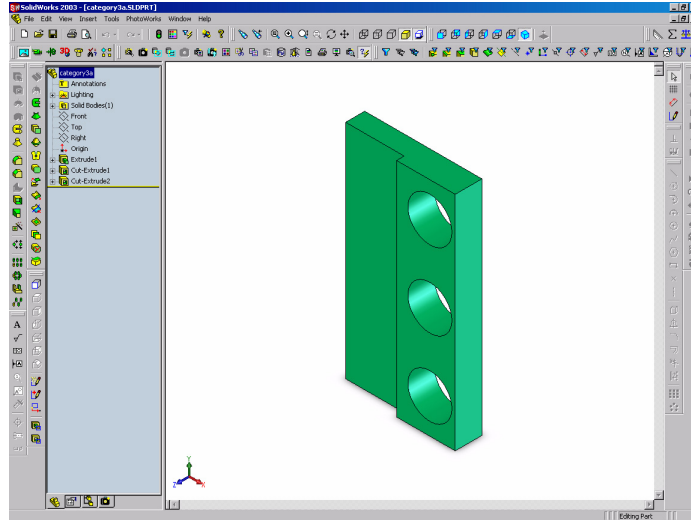 SolidWorks 2003 - [category3a.SLDPRT]
File Edit View Insert Tools PhotoWorks Window Help
3D
category3a
Annotations
Lighting
Solid Bodies(1)
Front
Top
Right
Origin
Extrude1
Cut-Extrude1
Cut-Extrude2
A
Y
Z
X
Editing Part